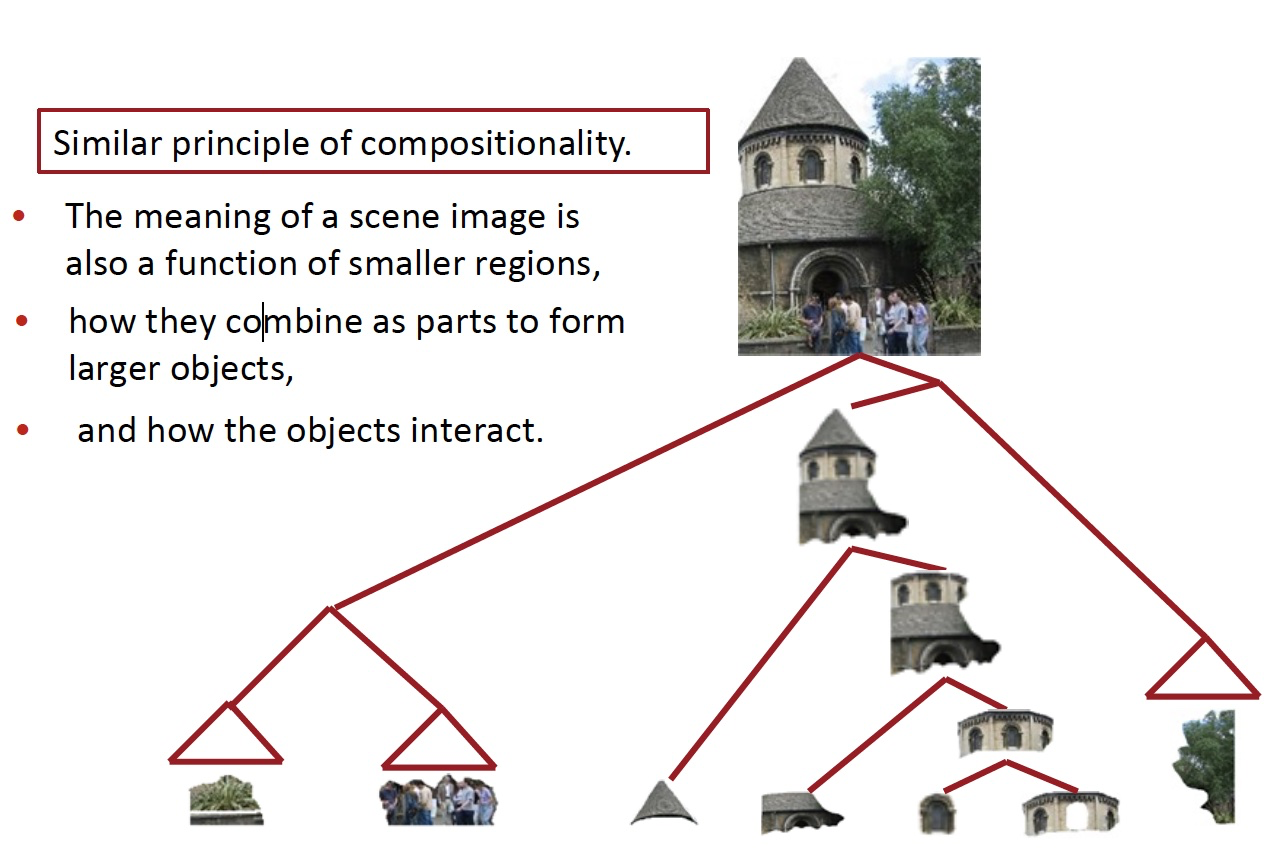 Similar principle of compositionality.
• The meaning of a scene image is
also a function of smaller regions,
• how they combine as parts to form
larger objects,
• and how the objects interact.